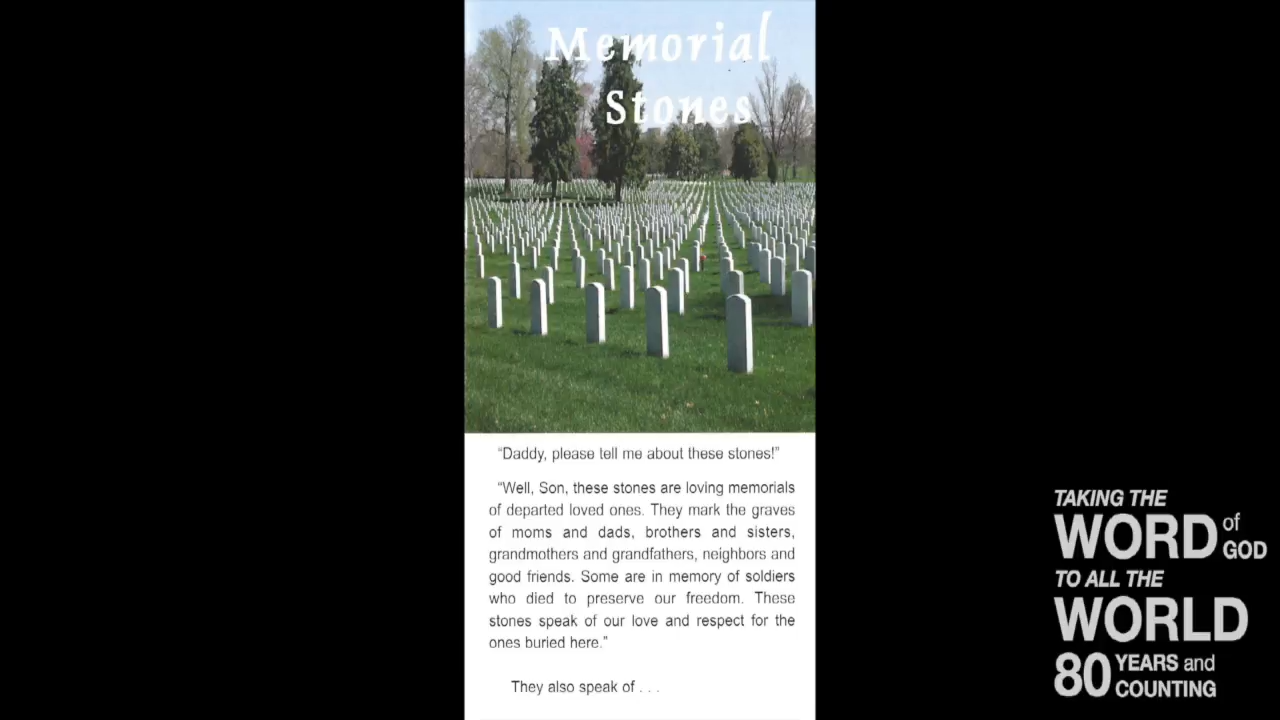 Memorial
Stones
“Daddy, please tell me about these stones!”
“Well, Son, these stones are loving memorials
of departed loved ones. They mark the graves
of moms and dads, brothers and sisters,
grandmothers and grandfathers, neighbors and
good friends. Some are in memory of soldiers
who died to preserve our freedom. These
stones speak of our love and respect for the
ones buried here.”
They also speak of . . .
TAKING THE
WORD of GOD
TO ALL THE
WORLD
80 YEARS and
COUNTING